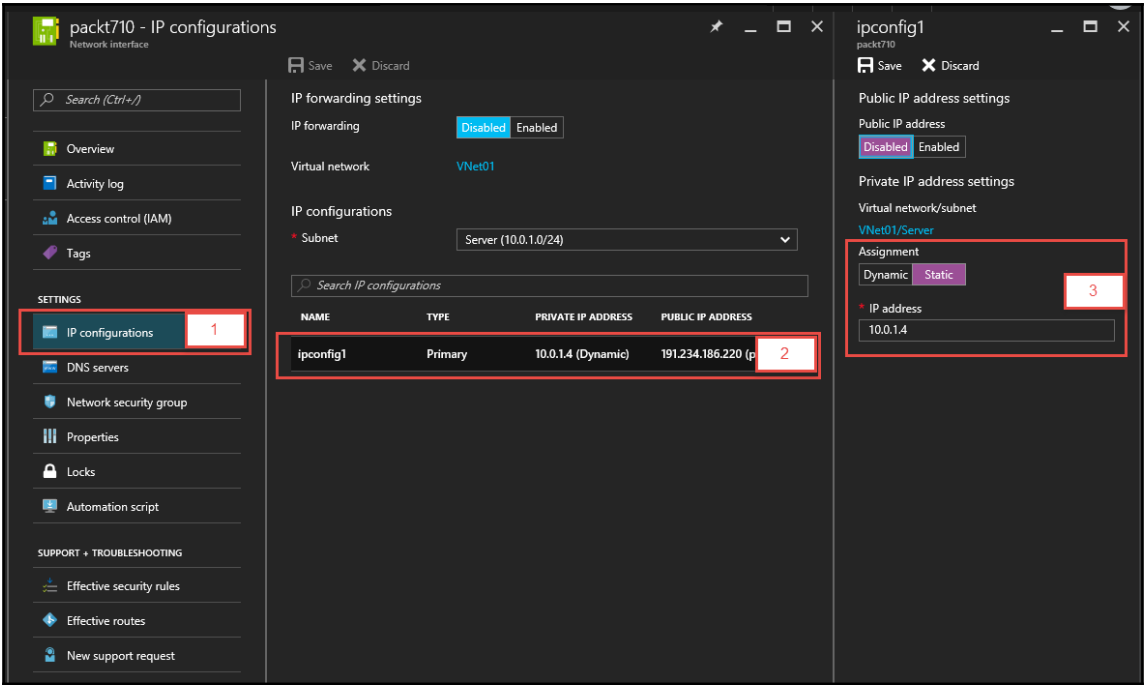 packt710 - IP configurations
Network interface
Save Discard
Search (Ctrl+/)
Overview
Activity log
Access control (IAM)
Tags
SETTINGS
IP configurations 1
DNS servers
Network security group
Properties
Locks
Automation script
SUPPORT + TROUBLESHOOTING
Effective security rules
Effective routes
New support request
IP forwarding settings
IP forwarding Disabled Enabled
Virtual network VNet01
IP configurations
* Subnet Server (10.0.1.0/24)
Search IP configurations
NAME TYPE PRIVATE IP ADDRESS PUBLIC IP ADDRESS
ipconfig1 Primary 10.0.1.4 (Dynamic) 191.234.186.220 (p 2
ipconfig1
packt710
Save Discard
Public IP address settings
Public IP address
Disabled Enabled
Private IP address settings
Virtual network/subnet
VNet01/Server
Assignment
Dynamic Static
3
* IP address
10.0.1.4